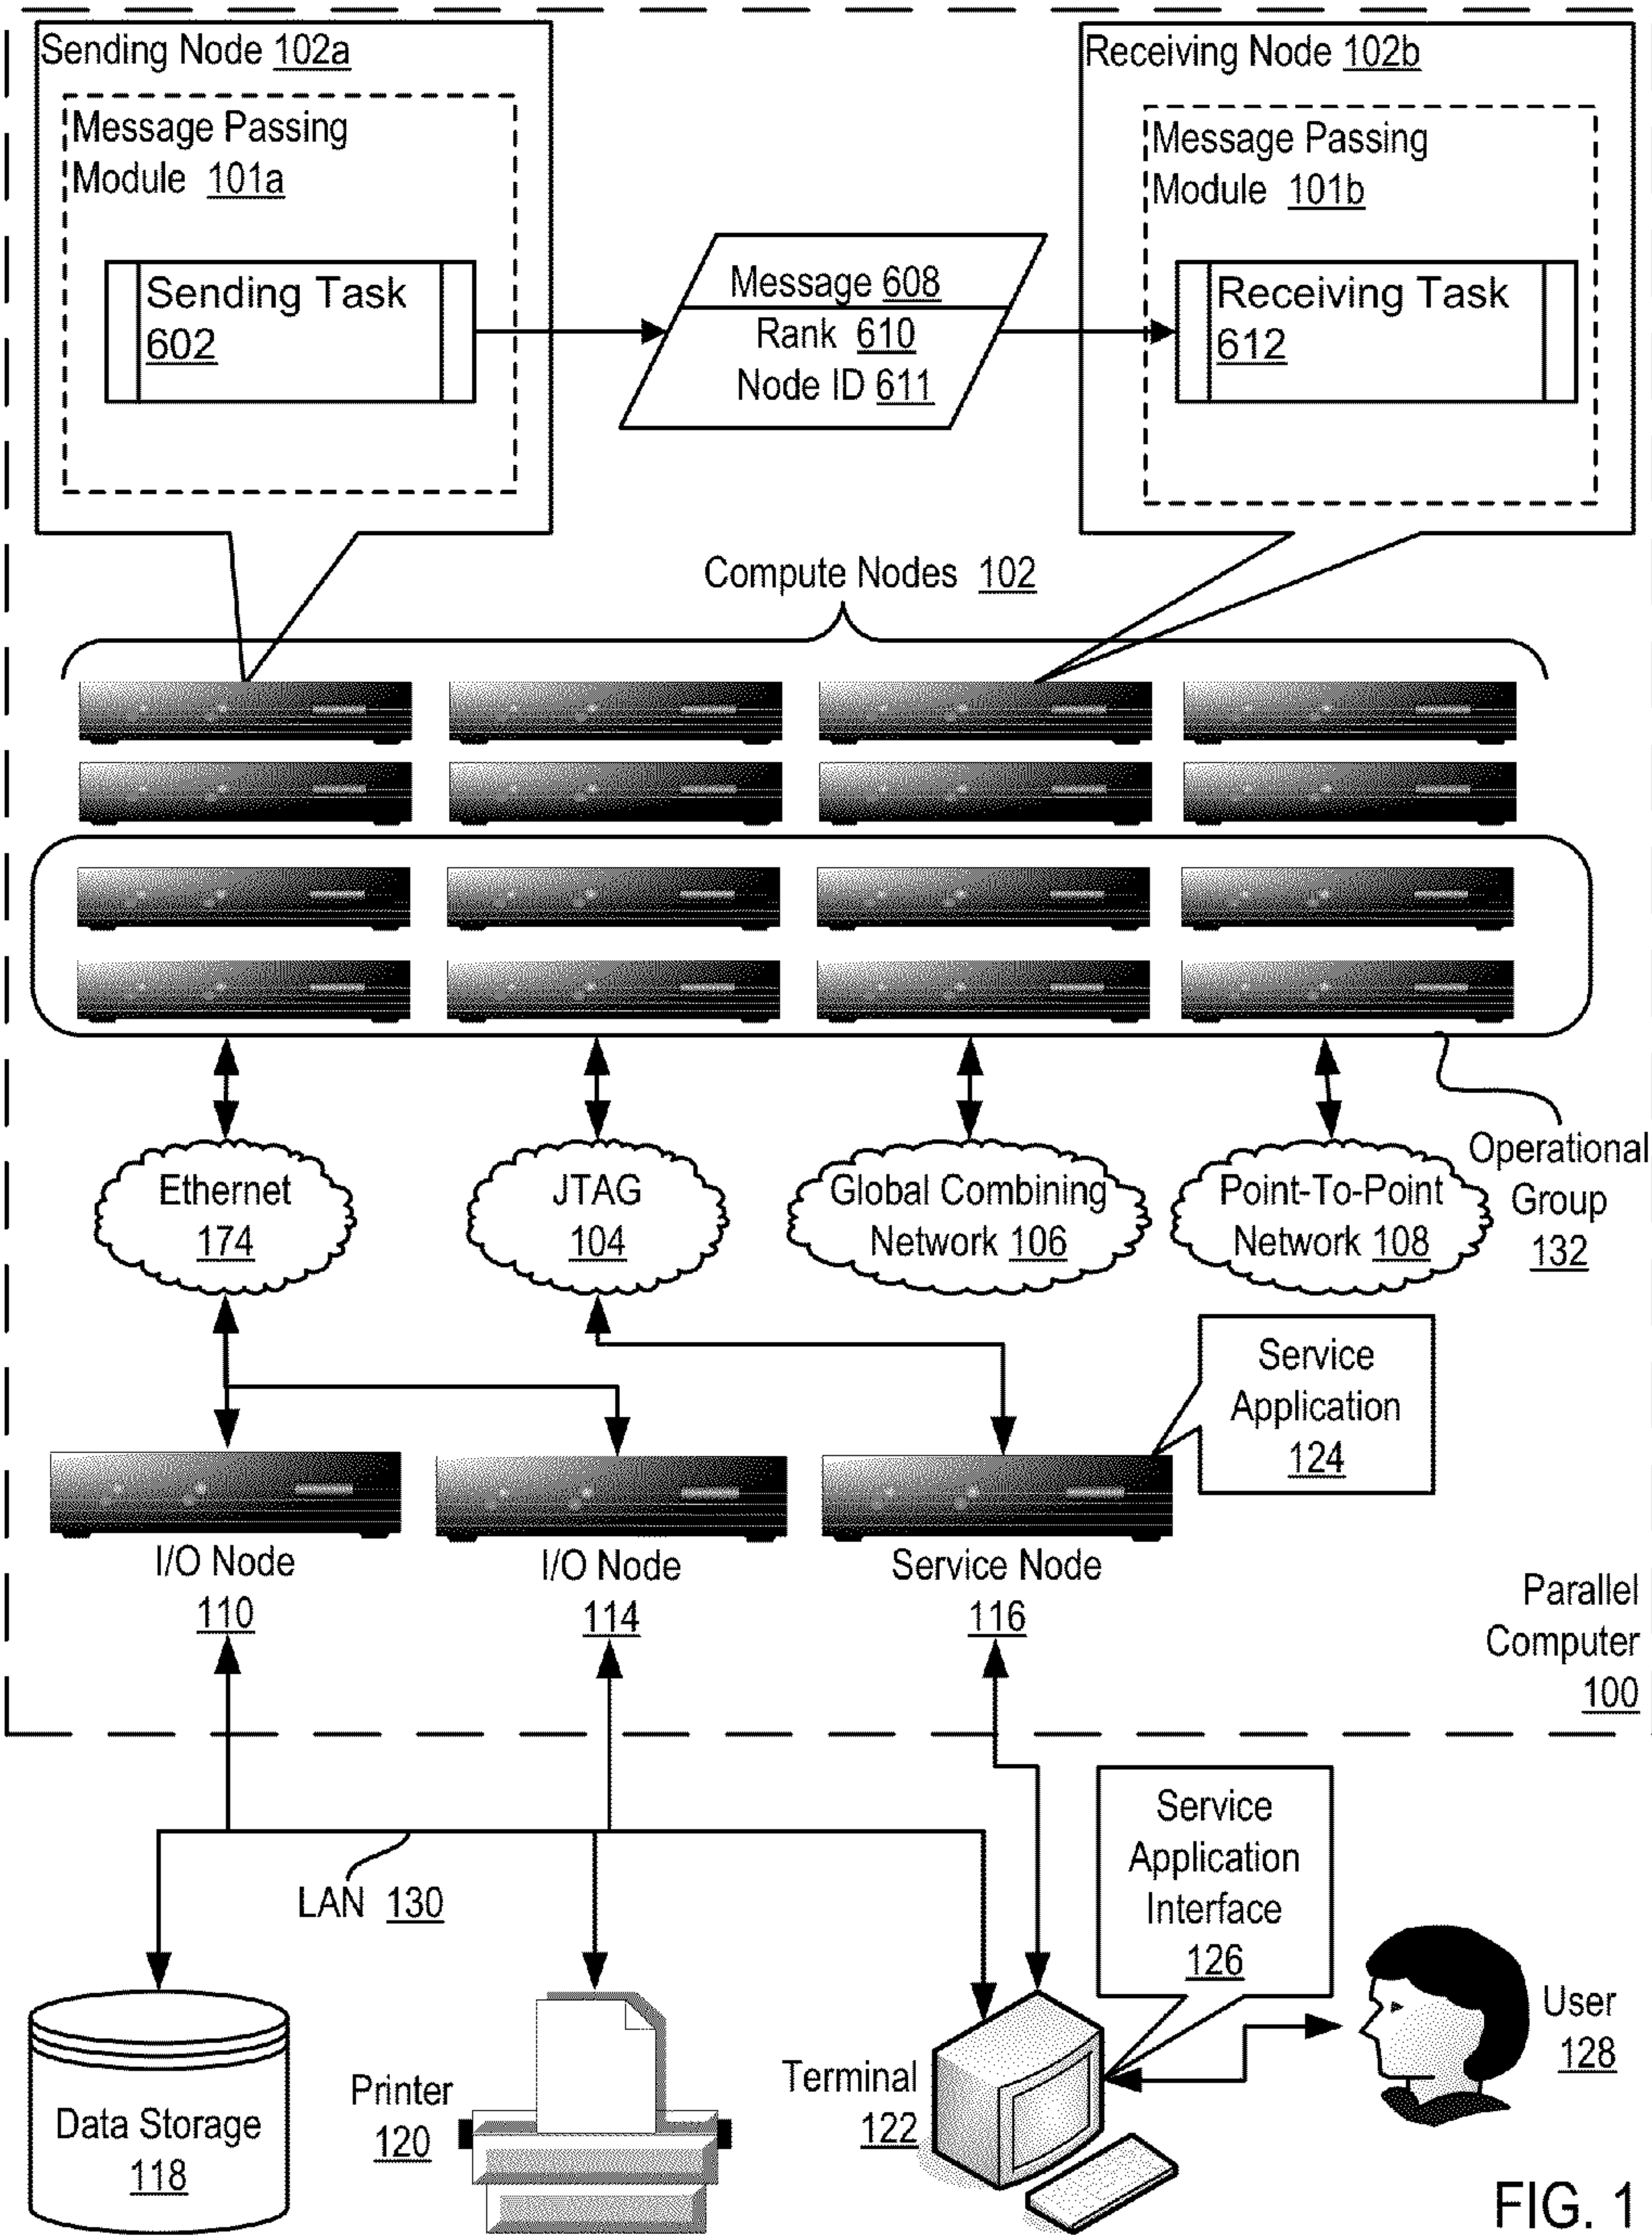 Sending Node 102a
Message Passing
Module 101a
Sending Task
602
Message 608
Rank 610
Node ID 611
Receiving Node 102b
Message Passing
Module 101b
Receiving Task
612
Compute Nodes 102
Ethernet
174
JTAG
104
Global Combining
Network 106
Point-To-Point
Network 108
Operational
Group
132
Service
Application
124
I/O Node
110
I/O Node
114
Service Node
116
Parallel
Computer
100
LAN 130
Service
Application
Interface
126
Data Storage
118
Printer
120
Terminal
122
User
128
FIG. 1